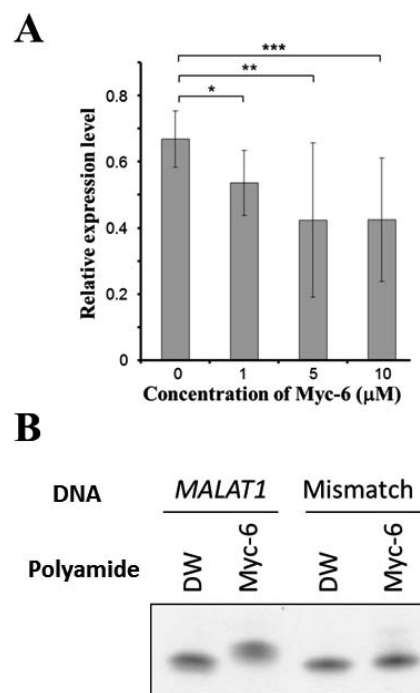 A
***
**
*
0.8
0.6
0.4
0.2
0
Relative expression level
0 1 5 10
Concentration of Myc-6 (μM)
B
DNA MALAT1 Mismatch
Polyamide DW Myc-6 DW Myc-6